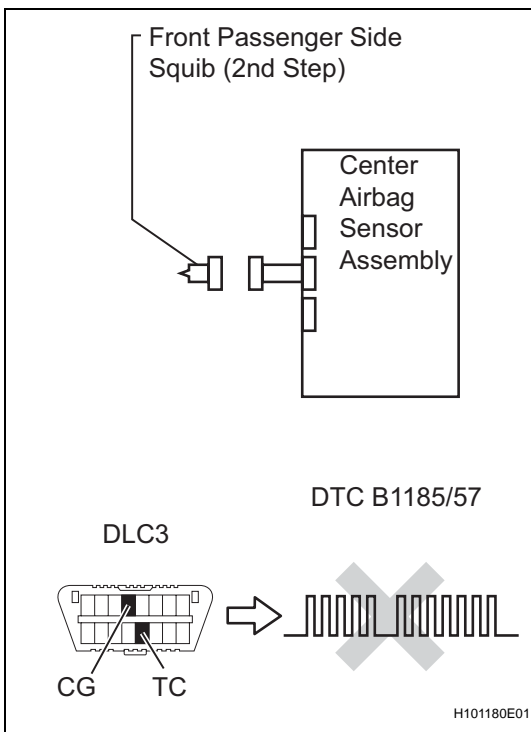 Front Passenger Side
Squib (2nd Step)
Center
Airbag
Sensor
Assembly
DTC B1185/57
DLC3
CG
TC
H101180E01